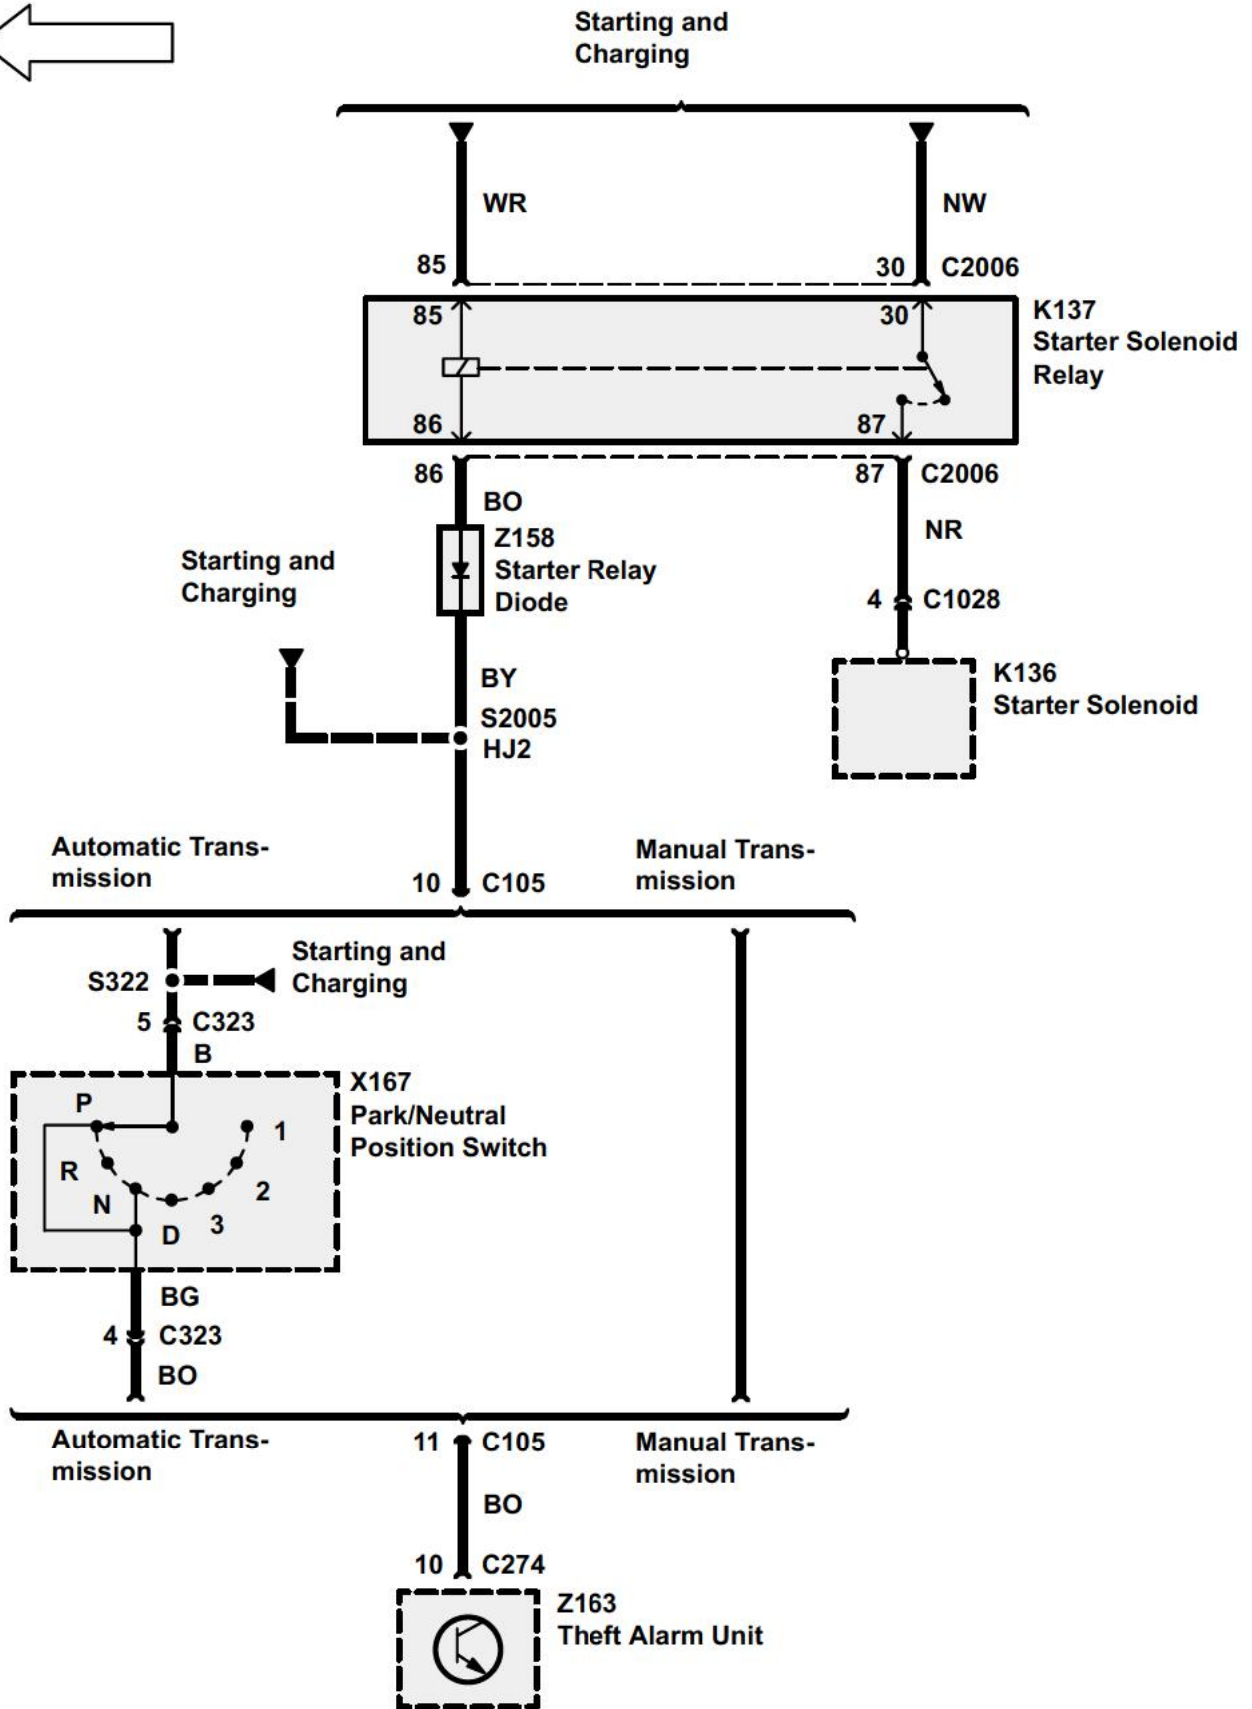 Starting and
Charging
WR
NW
85
30 C2006
85
30
K137
Starter Solenoid
Relay
86
87
86
87 C2006
BO
NR
Z158
Starter Relay
Diode
Starting and
Charging
4 C1028
BY
K136
Starter Solenoid
S2005
HJ2
Automatic Trans-
mission
Manual Trans-
mission
10 C105
Starting and
Charging
S322
5 C323
B
X167
Park/Neutral
Position Switch
P
1
R
2
N
3
D
BG
4 C323
BO
Automatic Trans-
mission
11 C105
Manual Trans-
mission
BO
10 C274
Z163
Theft Alarm Unit